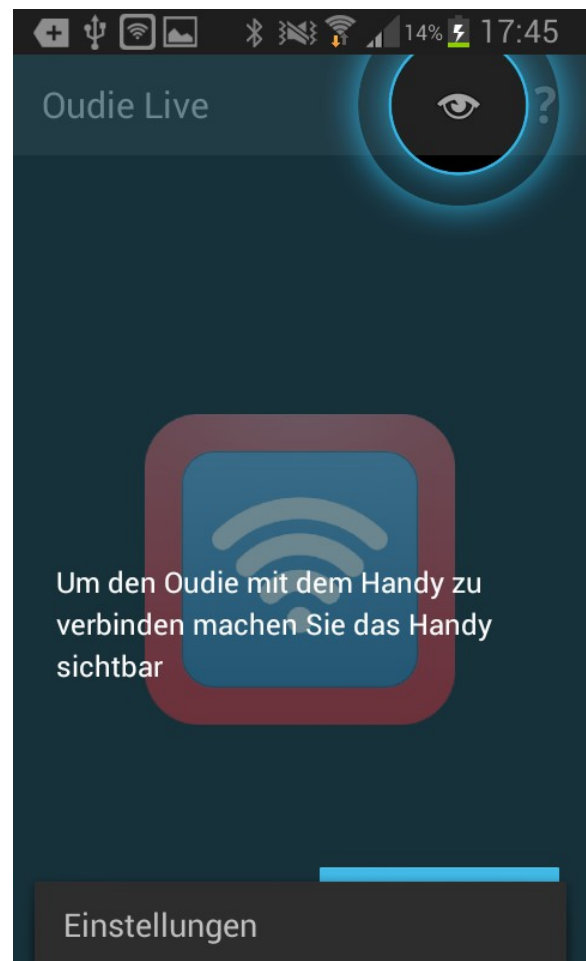 14% 17:45
Oudie Live ?
Um den Oudie mit dem Handy zu
verbinden machen Sie das Handy
sichtbar
Einstellungen